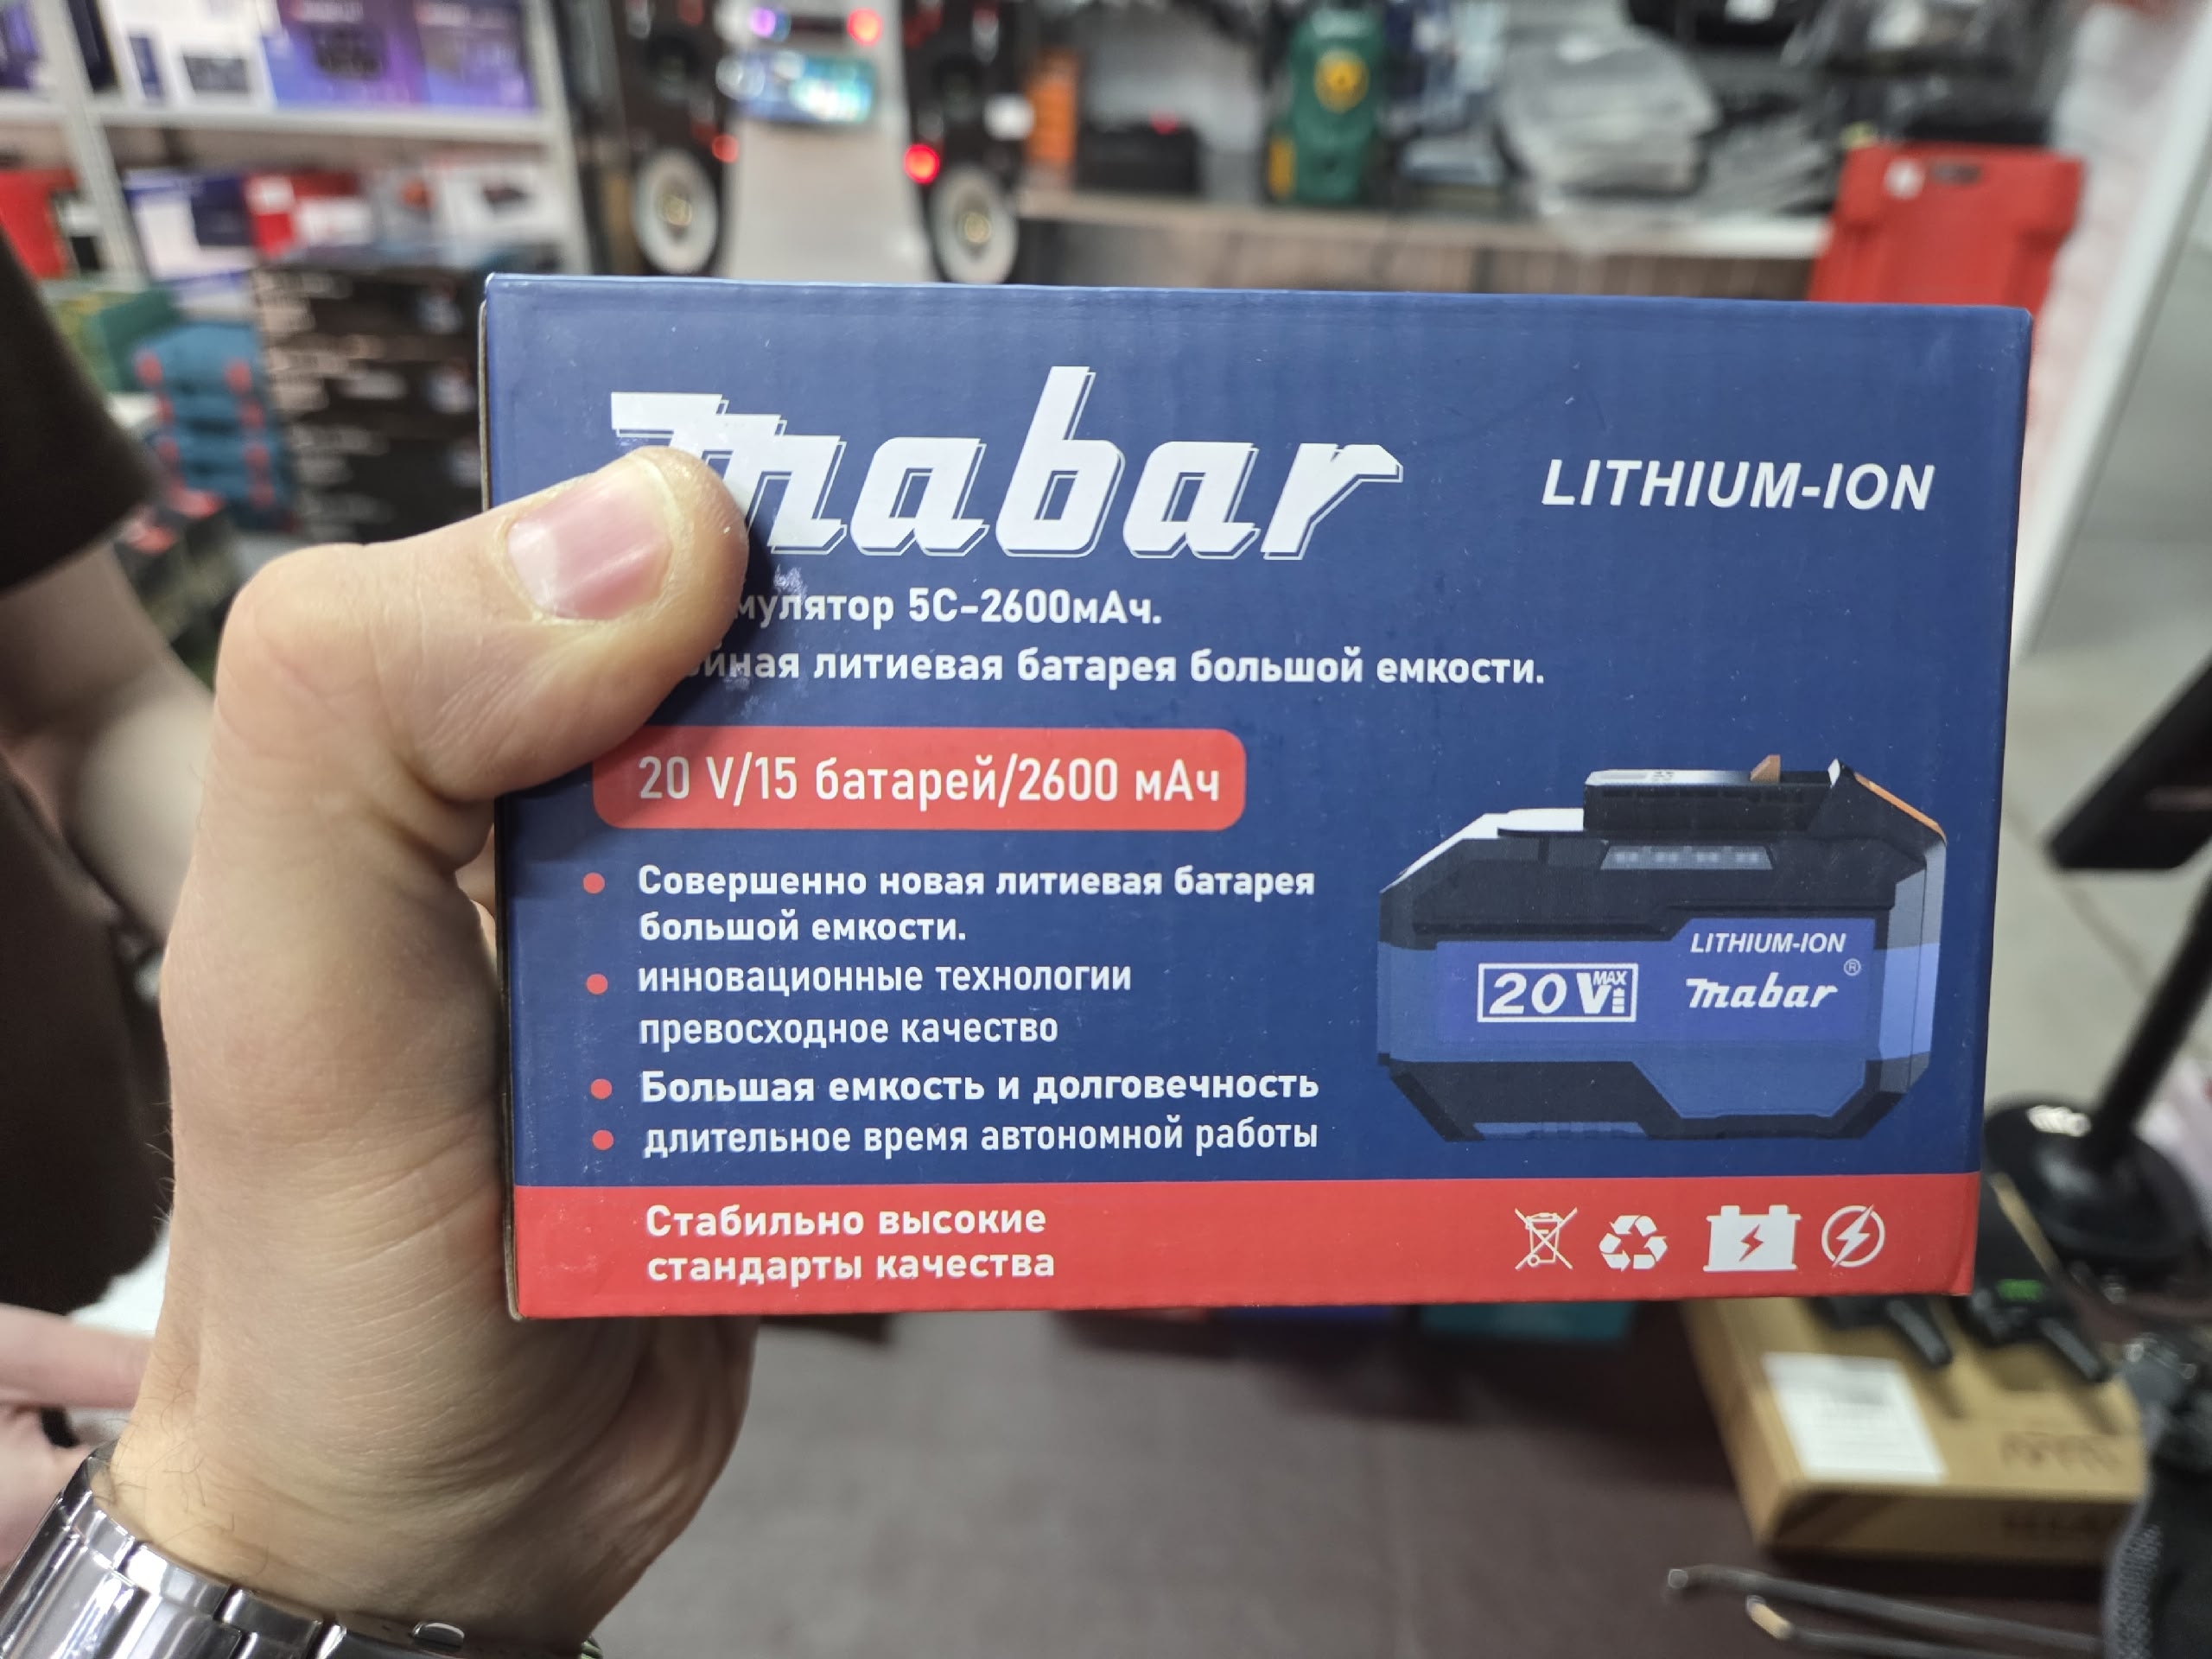 mabar
LITHIUM-ION
мулятор 5С-2600мАч.
йная литиевая батарея большой емкости.
20 V/15 батарей/2600 мАч
Совершенно новая литиевая батарея
большой емкости.
инновационные технологии
превосходное качество
Большая емкость и долговечность
длительное время автономной работы
LITHIUM-ION
20 V MAX
mabar ®
Стабильно высокие
стандарты качества